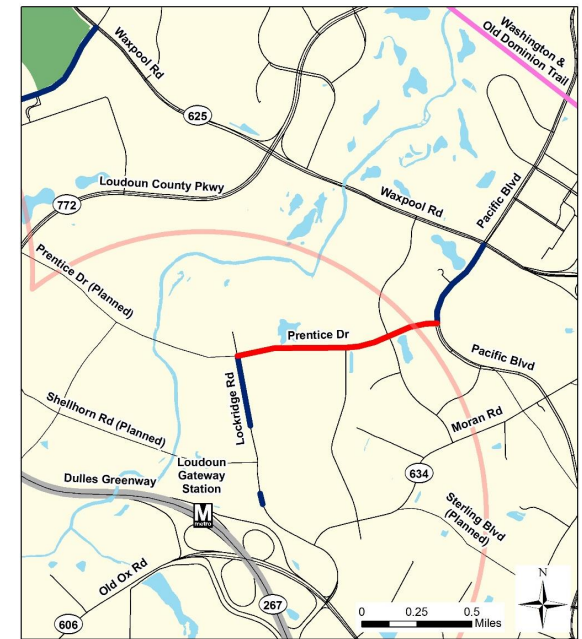 Washington &
Old Dominion Trail
Waxpool Rd
625
Loudoun County Pkwy
772
Waxpool Rd
Pacific Blvd
Prentice Dr (Planned)
Prentice Dr
Pacific Blvd
Lockridge Rd
Shellhorn Rd (Planned)
Moran Rd
634
Dulles Greenway
Loudoun
Gateway
Station
M
metro
Sterling Blvd
(Planned)
Old Ox Rd
606
267
N
0 0.25 0.5
Miles